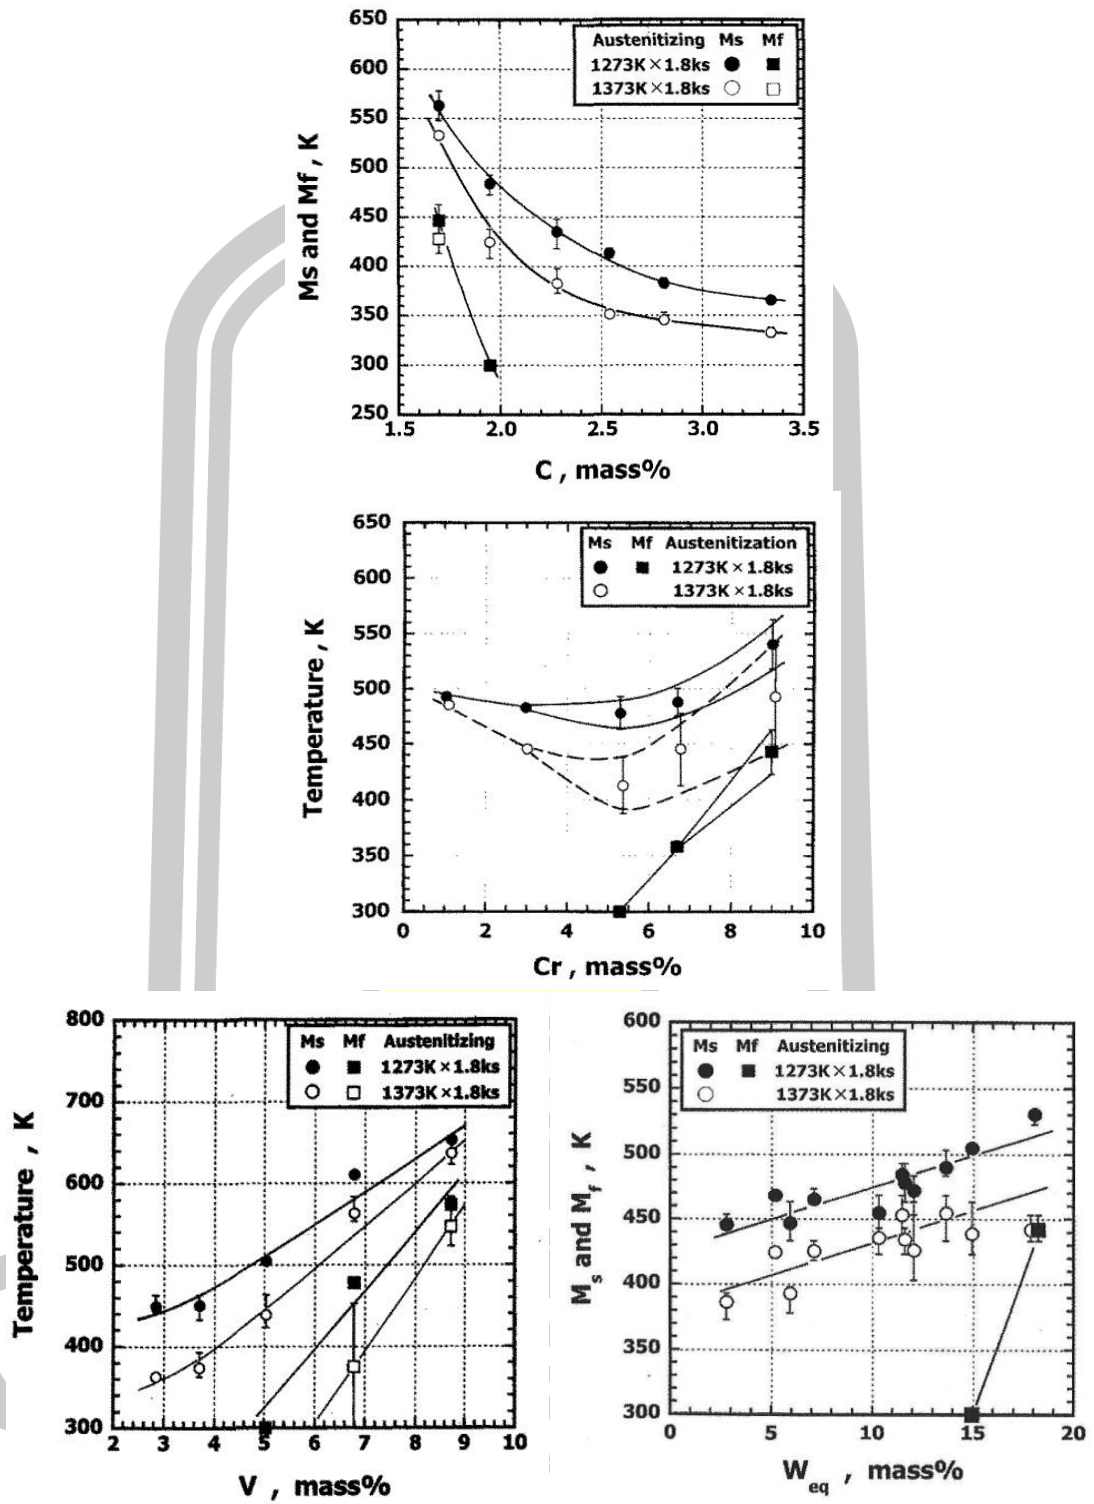 650
600
550
500
450
400
350
300
250
Ms and Mf , K
Austenitizing Ms Mf
1273K×1.8ks
1373K×1.8ks
1.5 2.0 2.5 3.0 3.5
C , mass%
650
600
550
500
450
400
350
300
Temperature , K
Ms Mf Austenitization
1273K×1.8ks
1373K×1.8ks
0 2 4 6 8 10
Cr , mass%
800
700
600
500
400
300
Temperature , K
Ms Mf Austenitizing
1273K×1.8ks
1373K×1.8ks
2 3 4 5 6 7 8 9 10
V , mass%
600
550
500
450
400
350
300
Ms and Mf , K
Ms Mf Austenitizing
1273K×1.8ks
1373K×1.8ks
0 5 10 15 20
Weq , mass%